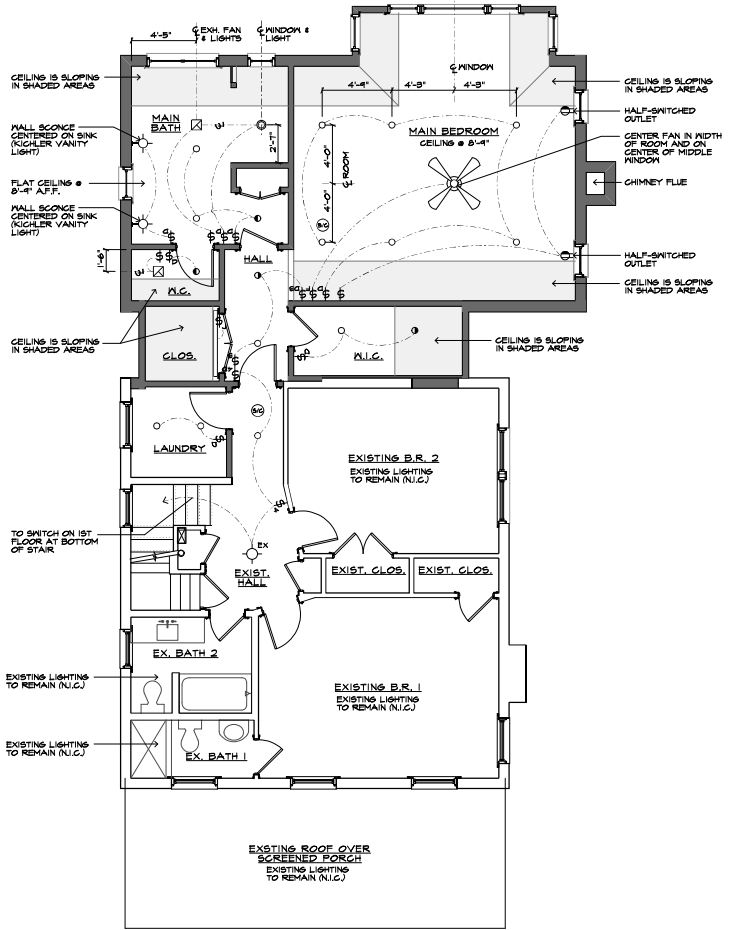 4'-5"
℄ EXH. FAN
& LIGHTS
℄ WINDOW &
LIGHT
℄ WINDOW
CEILING IS SLOPING
IN SHADED AREAS
CEILING IS SLOPING
IN SHADED AREAS
4'-9"
4'-3"
4'-3"
HALF-SWITCHED
OUTLET
WALL SCONCE
CENTERED ON SINK
(KICHLER VANITY
LIGHT)
MAIN
BATH
MAIN BEDROOM
CEILING @ 8'-9"
CENTER FAN IN WIDTH
OF ROOM AND ON
CENTER OF MIDDLE
WINDOW
2'-7"
4'-0"
℄ ROOM
4'-0"
FLAT CEILING @
8'-9" A.F.F.
CHIMNEY FLUE
WALL SCONCE
CENTERED ON SINK
(KICHLER VANITY
LIGHT)
S/C
1'-6"
HALL
HALF-SWITCHED
OUTLET
W.C.
CEILING IS SLOPING
IN SHADED AREAS
CEILING IS SLOPING
IN SHADED AREAS
CLOS.
W.I.C.
CEILING IS SLOPING
IN SHADED AREAS
S/C
LAUNDRY
EXISTING B.R. 2
EXISTING LIGHTING
TO REMAIN (N.I.C.)
TO SWITCH ON 1ST
FLOOR AT BOTTOM
OF STAIR
EX
EXIST.
HALL
EXIST. CLOS.
EXIST. CLOS.
EX. BATH 2
EXISTING LIGHTING
TO REMAIN (N.I.C.)
EXISTING B.R. 1
EXISTING LIGHTING
TO REMAIN (N.I.C.)
EXISTING LIGHTING
TO REMAIN (N.I.C.)
EX. BATH 1
EXSTING ROOF OVER
SCREENED PORCH
EXISTING LIGHTING
TO REMAIN (N.I.C.)